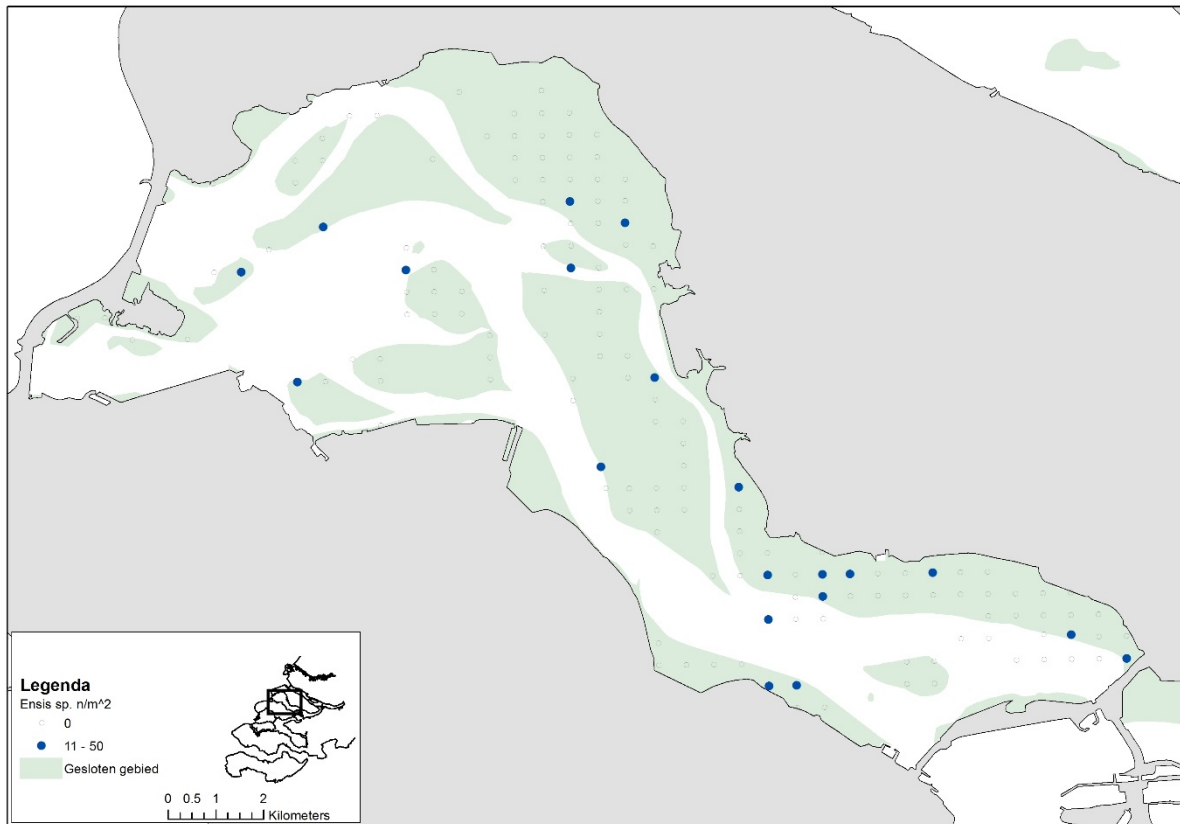 Legenda
Ensis sp. n/m^2
0
11 - 50
Gesloten gebied
0 0.5 1 2
Kilometers